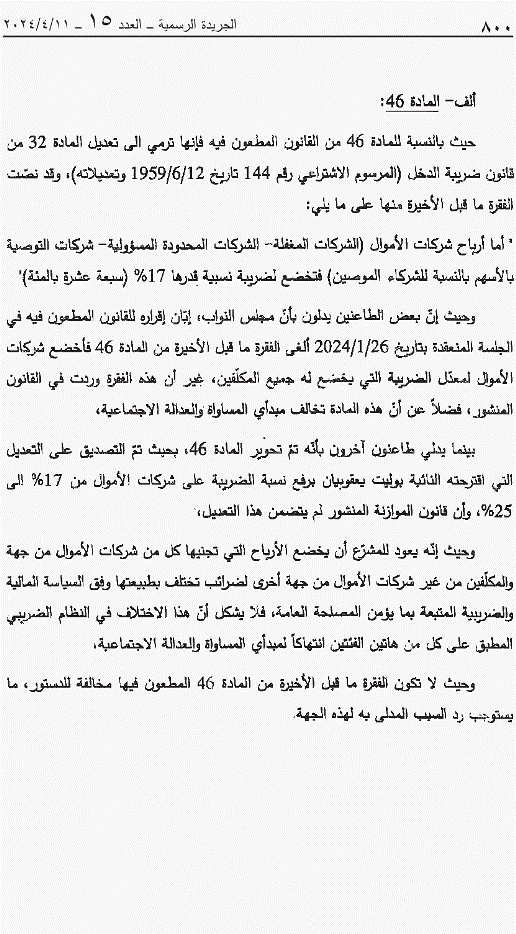 ٨٠٠
الجريدة الرسمية ـ العدد ١٥ ـ ٢٠٢٤/٤/١١
ألف- المادة 46:
حيث بالنسبة للمادة 46 من القانون المطعون فيه فإنها ترمي الى تعديل المادة 32 من
قانون ضريبة الدخل (المرسوم الاشتراعي رقم 144 تاريخ 1959/6/12 وتعديلاته)، وقد نصّت
الفقرة ما قبل الأخيرة منها على ما يلي:
" أما أرباح شركات الأموال (الشركات المغفلة- الشركات المحدودة المسؤولية- شركات التوصية
بالأسهم بالنسبة للشركاء الموصين) فتخضع لضريبة نسبية قدرها 17% (سبعة عشرة بالمئة)"
وحيث إنّ بعض الطاعنين يدلون بأنّ مجلس النواب، إبّان إقراره للقانون المطعون فيه في
الجلسة المنعقدة بتاريخ 2024/1/26 ألغى الفقرة ما قبل الأخيرة من المادة 46 فأخضع شركات
الأموال لمعدّل الضريبة التي يخضع له جميع المكلّفين، غير أن هذه الفقرة وردت في القانون
المنشور، فضلاً عن أنّ هذه المادة تخالف مبدأي المساواة والعدالة الاجتماعية،
بينما يدلي طاعنون آخرون بأنّه تمّ تحوير المادة 46، بحيث تمّ التصديق على التعديل
التي اقترحته النائبة بوليت يعقوبيان برفع نسبة الضريبة على شركات الأموال من 17% الى
25%، وأن قانون الموازنة المنشور لم يتضمن هذا التعديل،
وحيث إنّه يعود للمشرّع أن يخضع الأرباح التي تجنيها كل من شركات الأموال من جهة
والمكلّفين من غير شركات الأموال من جهة أخرى لضرائب تختلف بطبيعتها وفق السياسة المالية
والضريبية المتبعة بما يؤمن المصلحة العامة، فلا يشكل أنّ هذا الاختلاف في النظام الضريبي
المطبق على كل من هاتين الفئتين انتهاكاً لمبدأي المساواة والعدالة الاجتماعية،
وحيث لا تكون الفقرة ما قبل الأخيرة من المادة 46 المطعون فيها مخالفة للدستور، ما
يستوجب رد السبب المدلى به لهذه الجهة.